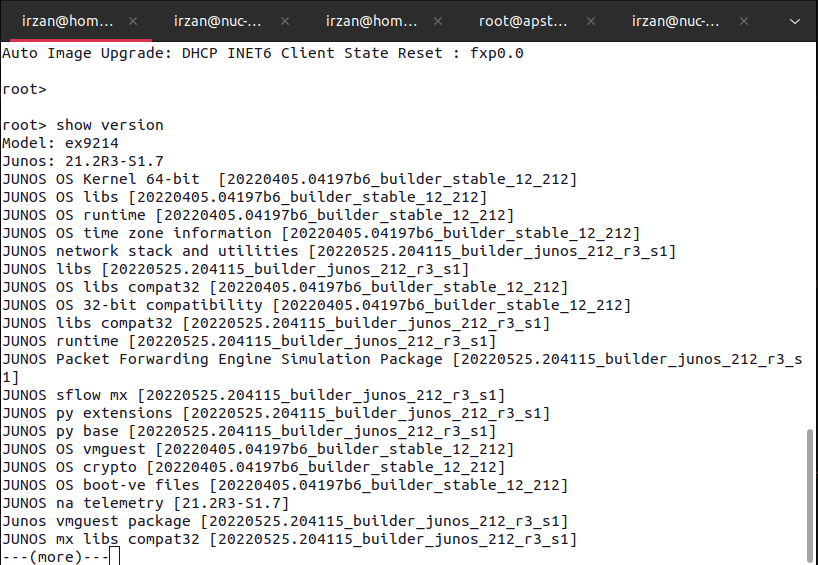 irzan@hom... × irzan@nuc-... × irzan@hom... × root@apst... × irzan@nuc-... ×
Auto Image Upgrade: DHCP INET6 Client State Reset : fxp0.0
root>
root> show version
Model: ex9214
Junos: 21.2R3-S1.7
JUNOS OS Kernel 64-bit  [20220405.04197b6_builder_stable_12_212]
JUNOS OS libs [20220405.04197b6_builder_stable_12_212]
JUNOS OS runtime [20220405.04197b6_builder_stable_12_212]
JUNOS OS time zone information [20220405.04197b6_builder_stable_12_212]
JUNOS network stack and utilities [20220525.204115_builder_junos_212_r3_s1]
JUNOS libs [20220525.204115_builder_junos_212_r3_s1]
JUNOS OS libs compat32 [20220405.04197b6_builder_stable_12_212]
JUNOS OS 32-bit compatibility [20220405.04197b6_builder_stable_12_212]
JUNOS libs compat32 [20220525.204115_builder_junos_212_r3_s1]
JUNOS runtime [20220525.204115_builder_junos_212_r3_s1]
JUNOS Packet Forwarding Engine Simulation Package [20220525.204115_builder_junos_212_r3_s
1]
JUNOS sflow mx [20220525.204115_builder_junos_212_r3_s1]
JUNOS py extensions [20220525.204115_builder_junos_212_r3_s1]
JUNOS py base [20220525.204115_builder_junos_212_r3_s1]
JUNOS OS vmguest [20220405.04197b6_builder_stable_12_212]
JUNOS OS crypto [20220405.04197b6_builder_stable_12_212]
JUNOS OS boot-ve files [20220405.04197b6_builder_stable_12_212]
JUNOS na telemetry [21.2R3-S1.7]
Junos vmguest package [20220525.204115_builder_junos_212_r3_s1]
JUNOS mx libs compat32 [20220525.204115_builder_junos_212_r3_s1]
---(more)---